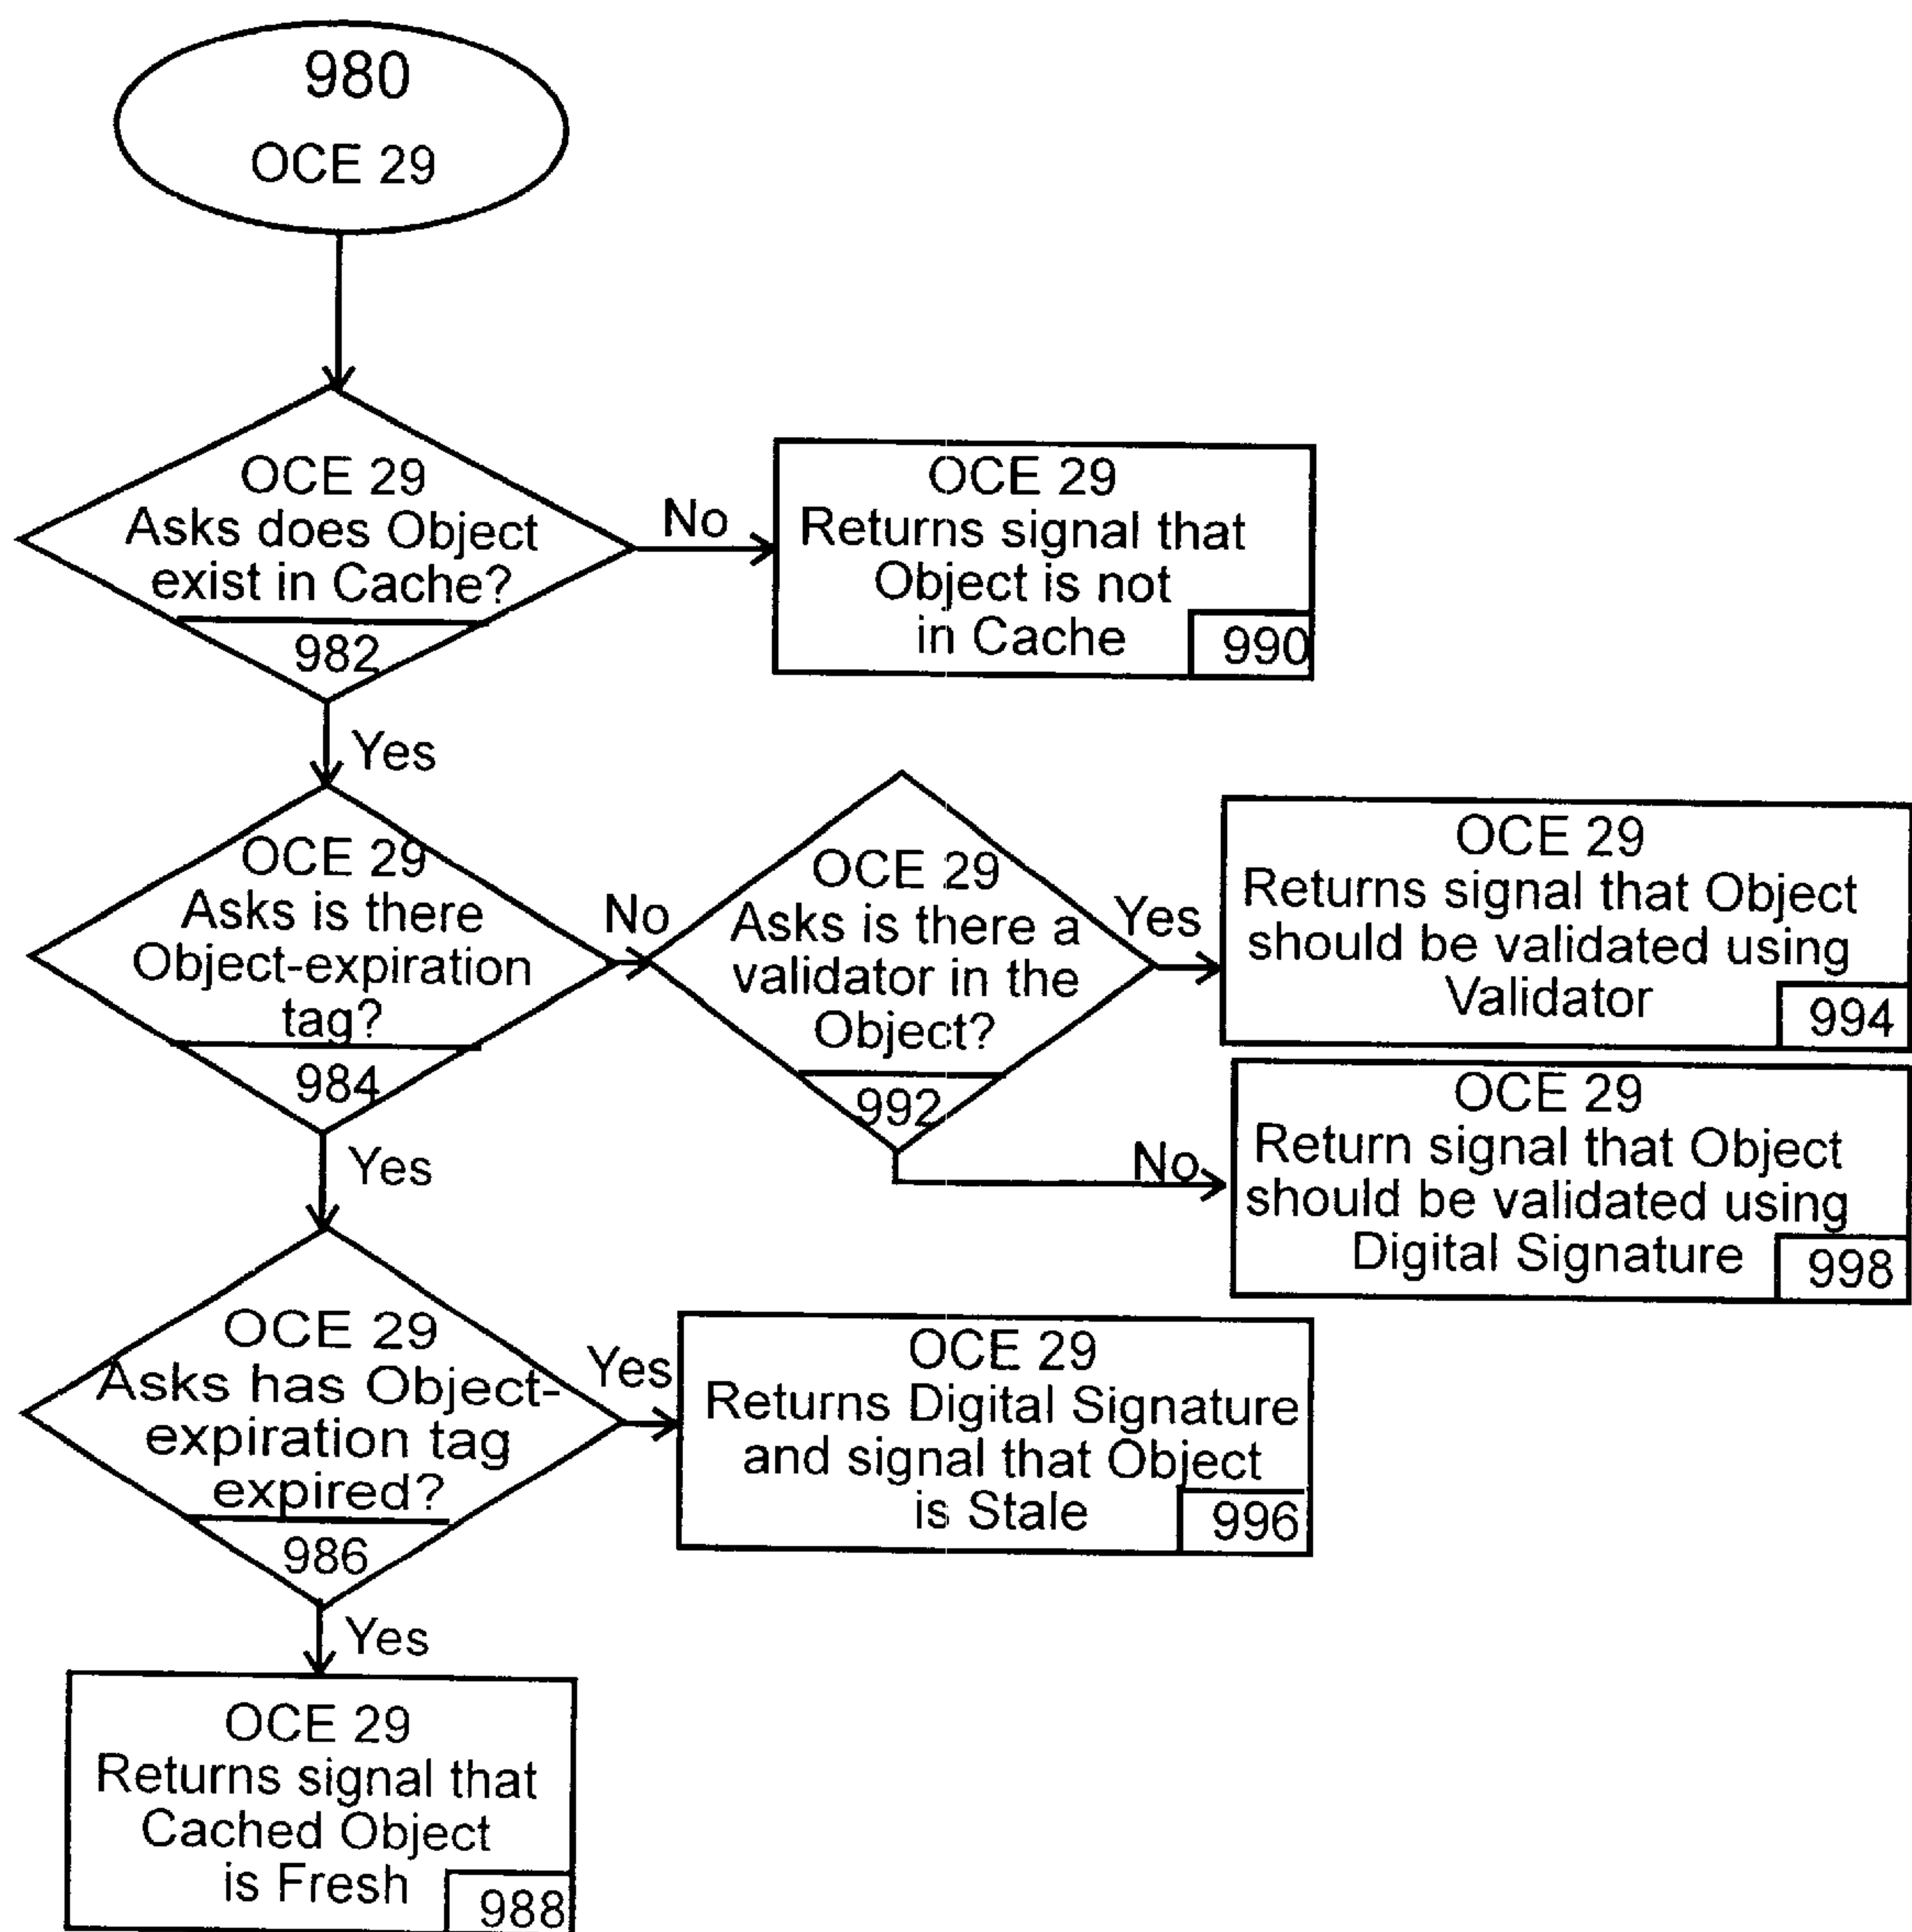 980
OCE 29
OCE 29
Asks does Object
exist in Cache?
982
No
OCE 29
Returns signal that
Object is not
in Cache
990
Yes
OCE 29
Asks is there
Object-expiration
tag?
984
No
OCE 29
Asks is there a
validator in the
Object?
992
Yes
OCE 29
Returns signal that Object
should be validated using
Validator
994
No
OCE 29
Return signal that Object
should be validated using
Digital Signature
998
Yes
OCE 29
Asks has Object-
expiration tag
expired?
986
Yes
OCE 29
Returns Digital Signature
and signal that Object
is Stale
996
Yes
OCE 29
Returns signal that
Cached Object
is Fresh
988